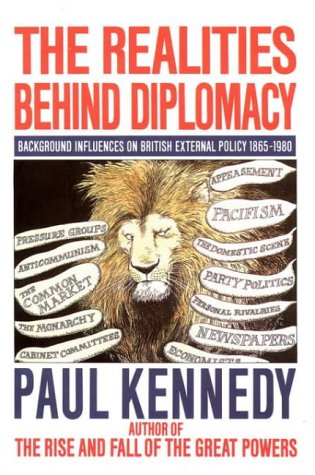 THE REALITIES
BEHIND DIPLOMACY
BACKGROUND INFLUENCES ON BRITISH EXTERNAL POLICY 1865-1980
PRESSURE GROUPS
ANTICOMMUNISM
THE
COMMON
MARKET
THE MONARCHY
CABINET COMMITTEES
APPEASEMENT
PACIFISM
THE DOMESTIC SCENE
PARTY POLITICS
PERSONAL RIVALRIES
NEWSPAPERS
ECONOMISTS
PAUL KENNEDY
AUTHOR OF
THE RISE AND FALL OF THE GREAT POWERS